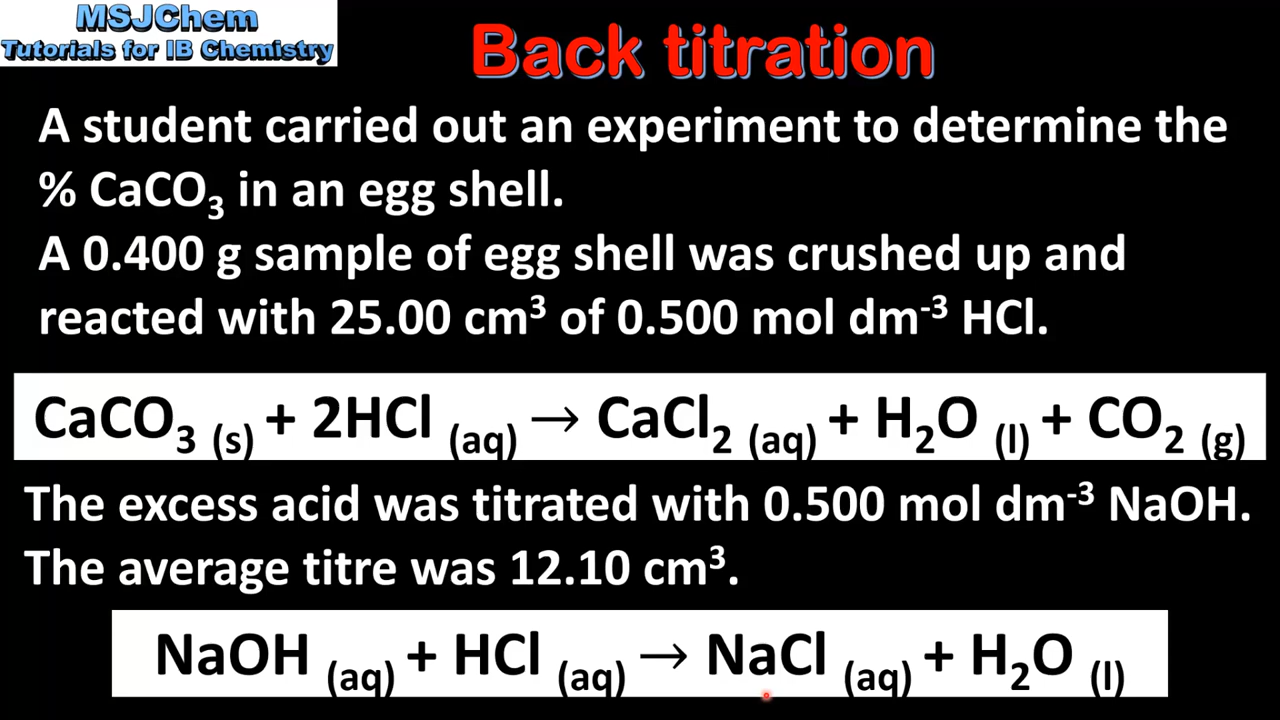 MSJChem
Tutorials for IB Chemistry
Back titration
A student carried out an experiment to determine the
% CaCO₃ in an egg shell.
A 0.400 g sample of egg shell was crushed up and
reacted with 25.00 cm³ of 0.500 mol dm⁻³ HCl.
CaCO₃ (s) + 2HCl (aq) → CaCl₂ (aq) + H₂O (l) + CO₂ (g)
The excess acid was titrated with 0.500 mol dm⁻³ NaOH.
The average titre was 12.10 cm³.
NaOH (aq) + HCl (aq) → NaCl (aq) + H₂O (l)